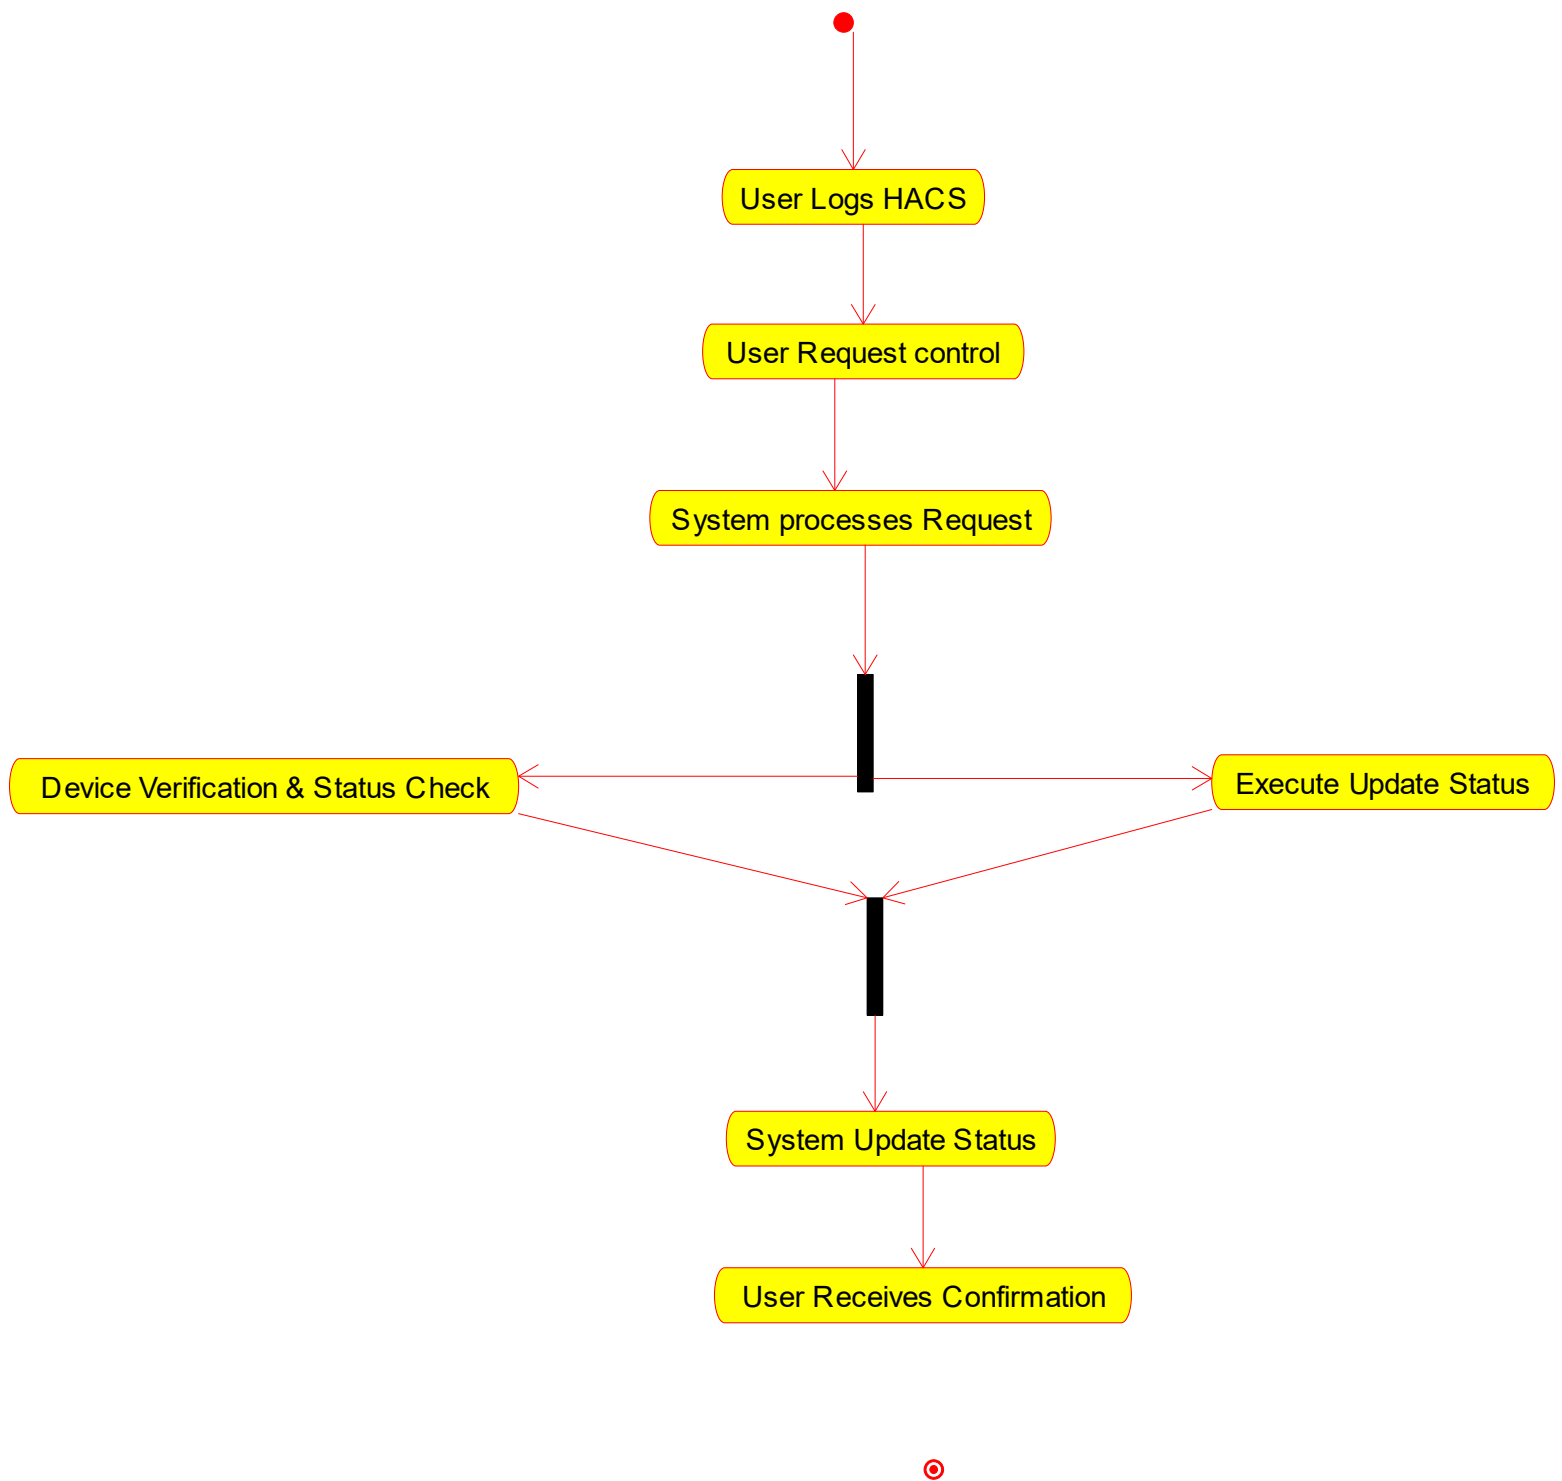 User Logs HACS
User Request control
System processes Request
Device Verification & Status Check
Execute Update Status
System Update Status
User Receives Confirmation